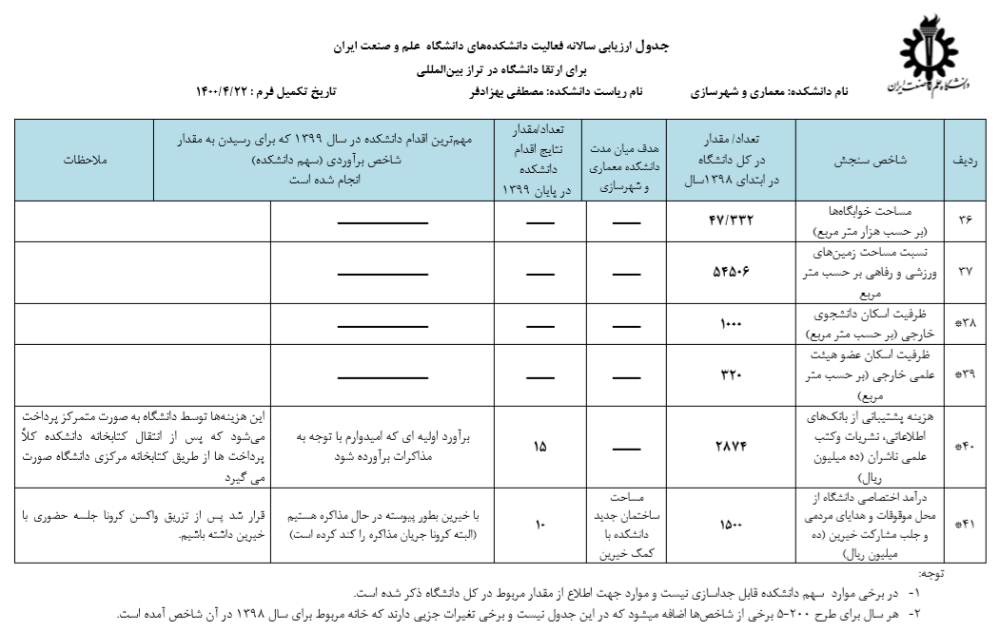 جدول ارزیابی سالانه فعالیت دانشکده‌های دانشگاه علم و صنعت ایران
برای ارتقا دانشگاه در تراز بین‌المللی
نام دانشکده: معماری و شهرسازی نام ریاست دانشکده: مصطفی بهزادفر تاریخ تکمیل فرم : ۱۴۰۰/۴/۲۲
دانشگاه علم و صنعت ایران
ردیف
شاخص سنجش
تعداد/ مقدار
در کل دانشگاه
در ابتدای ۱۳۹۸سال
هدف میان مدت
دانشکده معماری
و شهرسازی
تعداد/مقدار
نتایج اقدام
دانشکده
در پایان ۱۳۹۹
مهم‌ترین اقدام دانشکده در سال ۱۳۹۹ که برای رسیدن به مقدار
شاخص برآوردی (سهم دانشکده)
انجام شده است
ملاحظات
۳۶
مساحت خوابگاه‌ها
(بر حسب هزار متر مربع)
۴۷/۳۳۲
۳۷
نسبت مساحت زمین‌های
ورزشی و رفاهی بر حسب متر
مربع
۵۴۵۰۶
*۳۸
ظرفیت اسکان دانشجوی
خارجی (بر حسب متر مربع)
۱۰۰۰
*۳۹
ظرفیت اسکان عضو هیئت
علمی خارجی (بر حسب متر
مربع)
۳۲۰
*۴۰
هزینه پشتیبانی از بانک‌های
اطلاعاتی، نشریات وکتب
علمی ناشران (ده میلیون
ریال)
۲۸۷۴
۱۵
برآورد اولیه ای که امیدوارم با توجه به
مذاکرات برآورده شود
این هزینه‌ها توسط دانشگاه به صورت متمرکز پرداخت
می‌شود که پس از انتقال کتابخانه دانشکده کلاً
پرداخت ها از طریق کتابخانه مرکزی دانشگاه صورت
می گیرد
*۴۱
درآمد اختصاصی دانشگاه از
محل موقوفات و هدایای مردمی
و جلب مشارکت خیرین (ده
میلیون ریال)
۱۵۰۰
مساحت
ساختمان جدید
دانشکده با
کمک خیرین
۱۰
با خیرین بطور پیوسته در حال مذاکره هستیم
(البته کرونا جریان مذاکره را کند کرده است)
قرار شد پس از تزریق واکسن کرونا جلسه حضوری با
خیرین داشته باشیم.
توجه:
۱- در برخی موارد سهم دانشکده قابل جداسازی نیست و موارد جهت اطلاع از مقدار مربوط در کل دانشگاه ذکر شده است.
۲- هر سال برای طرح ۲۰۰-۵ برخی از شاخص‌ها اضافه میشود که در این جدول نیست و برخی تغیرات جزیی دارند که خانه مربوط برای سال ۱۳۹۸ در آن شاخص آمده است.